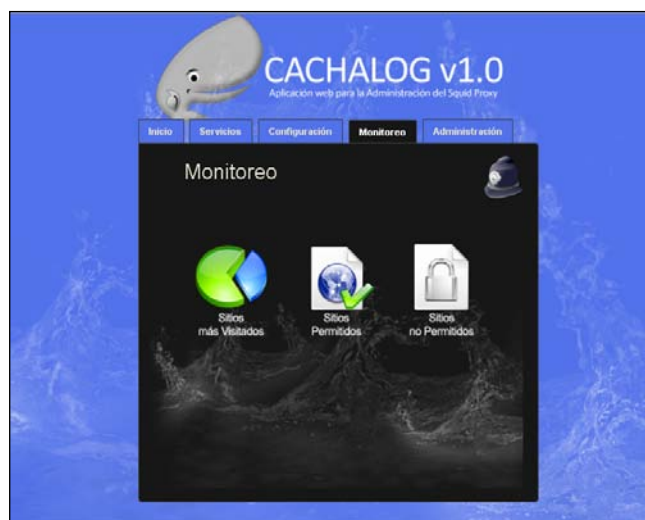 CACHALOG v1.0
Aplicación web para la Administración del Squid Proxy
Inicio Servicios Configuración Monitoreo Administración
Monitoreo
Sitios
más Visitados
Sitios
Permitidos
Sitios
no Permitidos